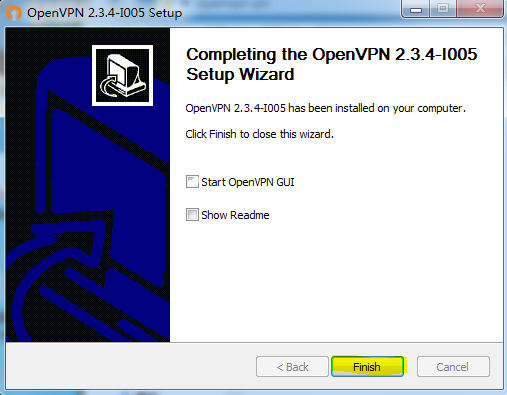 OpenVPN 2.3.4-I005 Setup
Completing the OpenVPN 2.3.4-I005
Setup Wizard
OpenVPN 2.3.4-I005 has been installed on your computer.
Click Finish to close this wizard.
Start OpenVPN GUI
Show Readme
< Back
Finish
Cancel